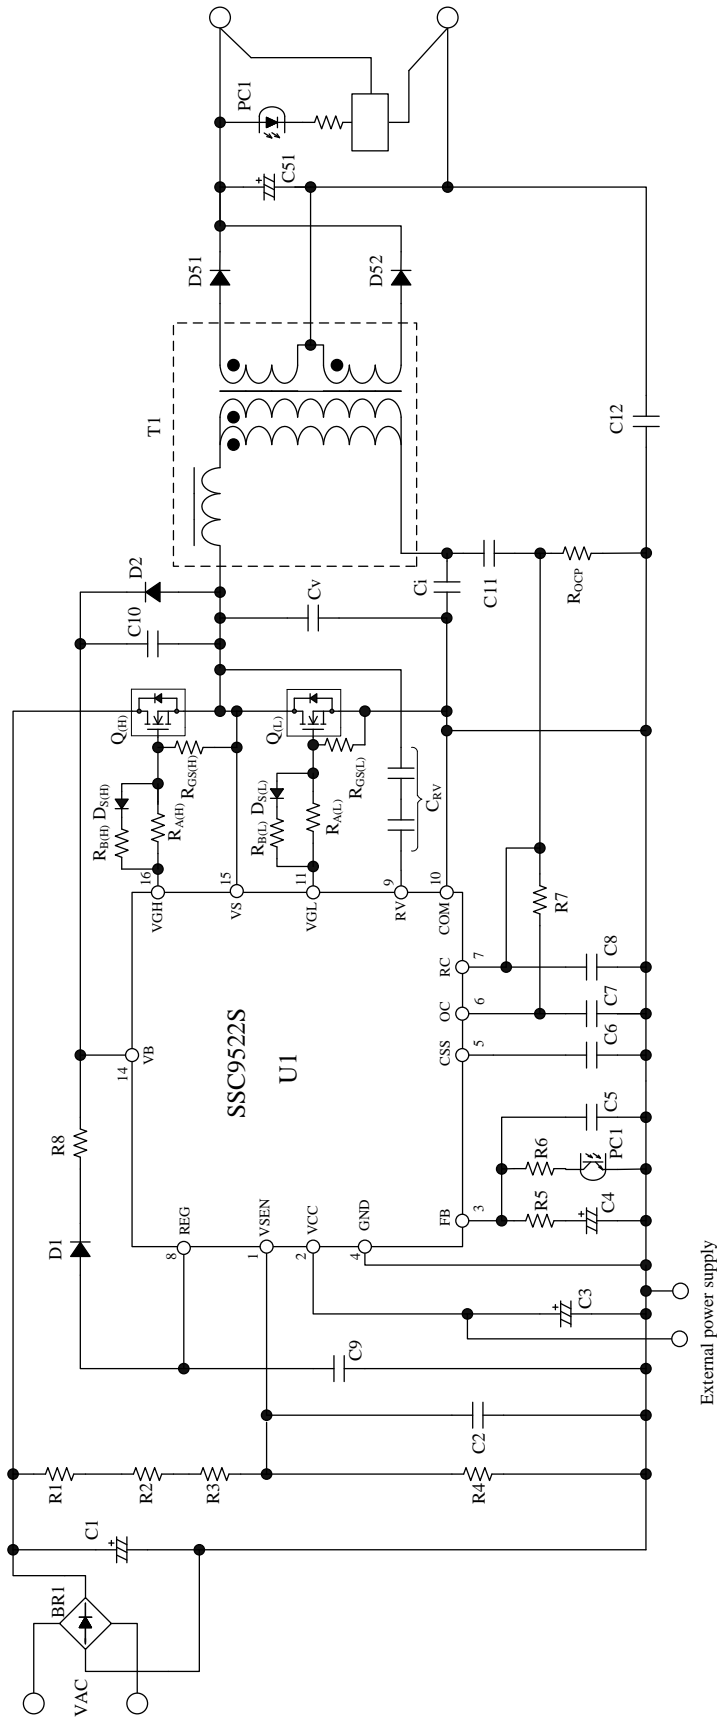 VAC
BR1
C1
R1
R2
R3
R4
C2
C9
D1
R8
C3
External power supply
SSC9522S
U1
8
REG
1
VSEN
2
VCC
4
GND
14
VB
16
VGH
15
VS
11
VGL
9
RV
10
COM
FB
3
CSS
5
OC
6
RC
7
R5
C4
R6
PC1
C5
C6
C7
C8
R7
RB(H)
DS(H)
RA(H)
RGS(H)
Q(H)
RB(L)
DS(L)
RA(L)
RGS(L)
Q(L)
CRV
C10
D2
Cv
Ci
C11
ROCP
T1
D51
D52
C51
PC1
C12